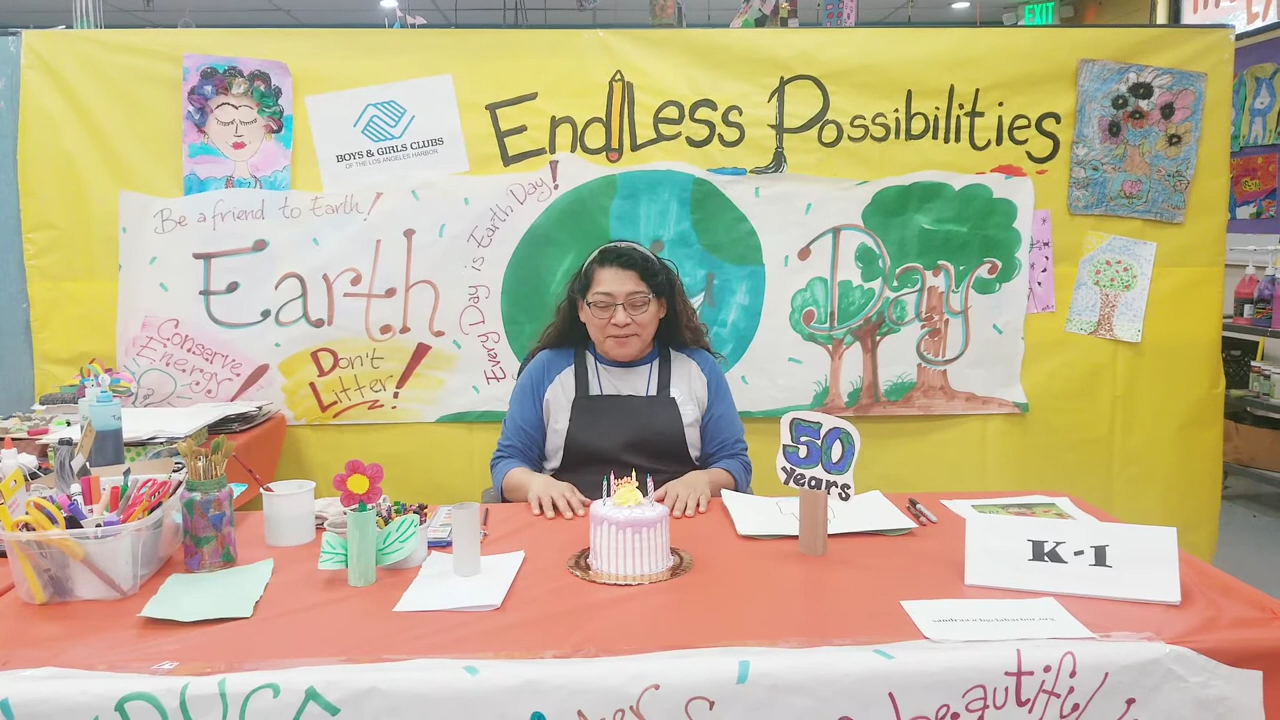 EXIT
Endless Possibilities
BOYS & GIRLS CLUBS
OF THE LOS ANGELES HARBOR
Be a friend to Earth!
Every Day is Earth Day!
Earth Day
Conserve
Energy!
Don't
Litter!
50
years
K-1
beautiful